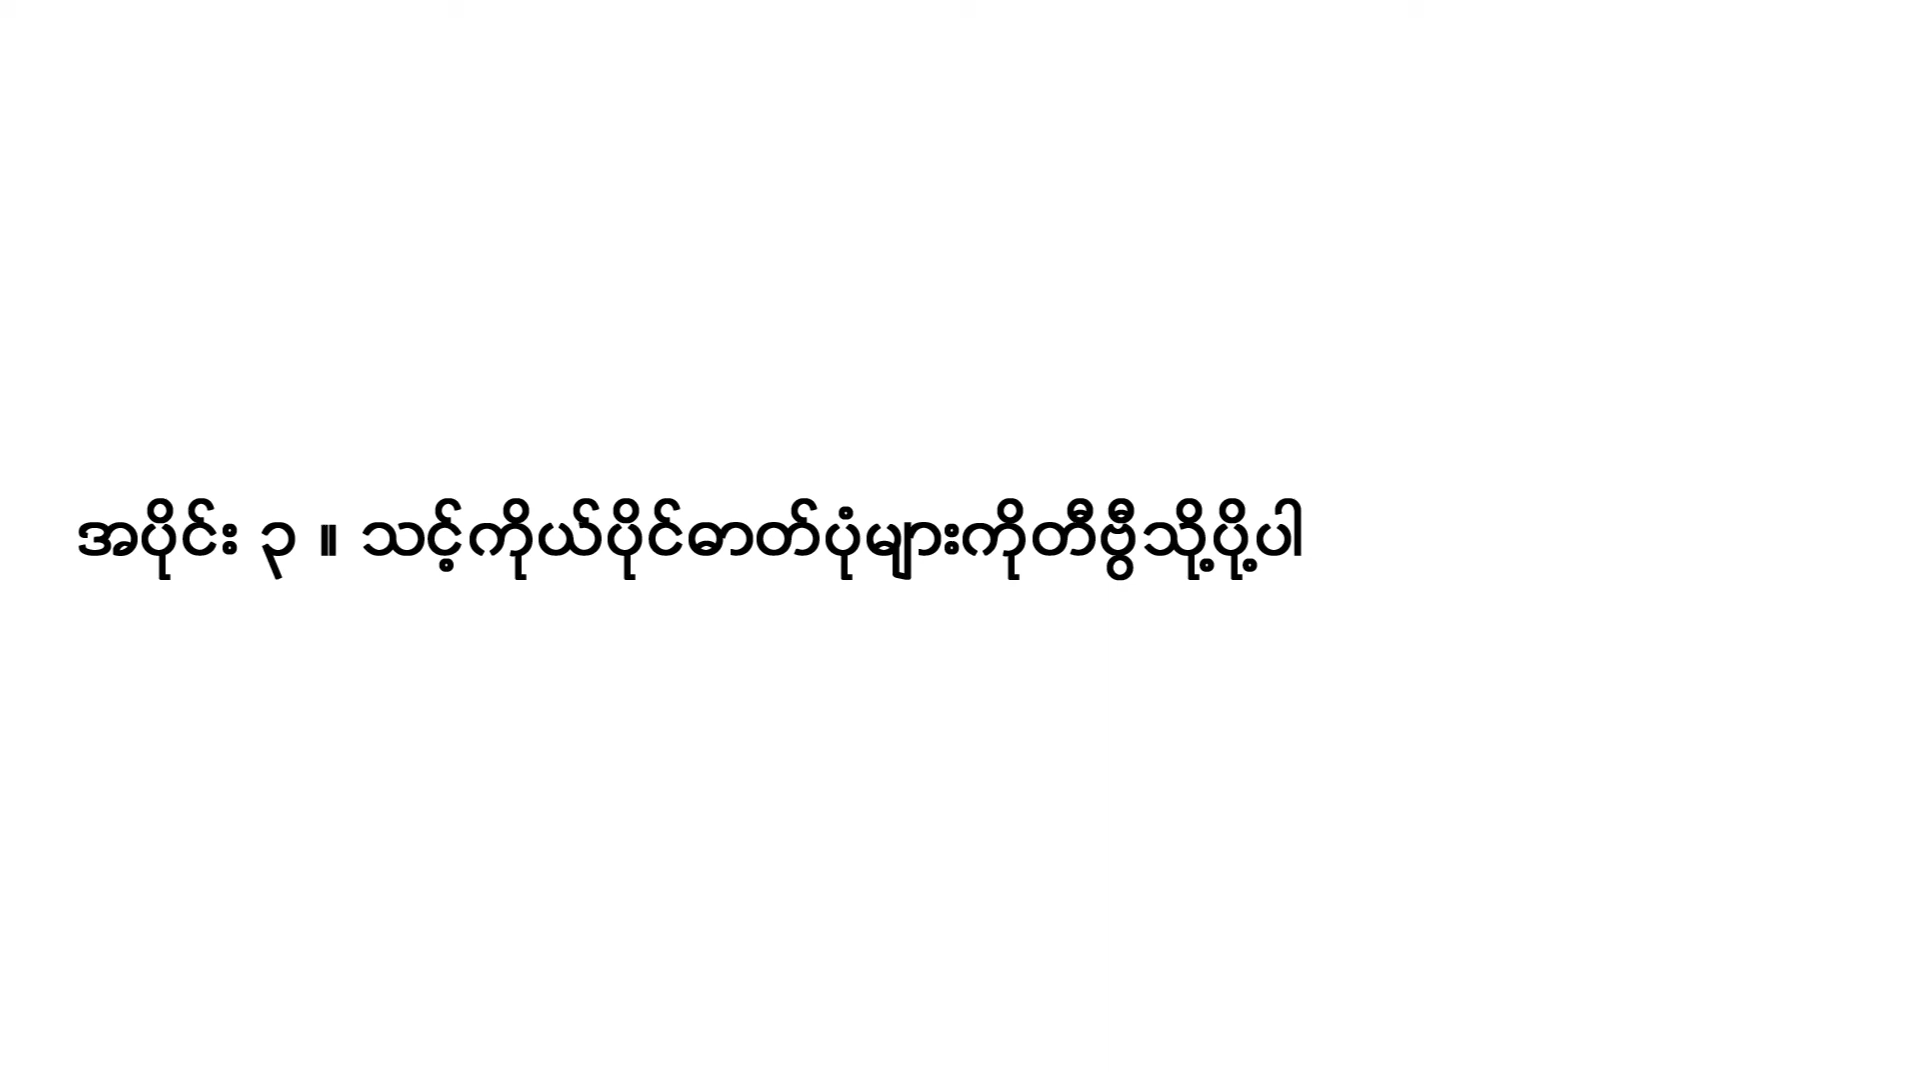 အပိုင်း ၃ ။ သင့်ကိုယ်ပိုင်ဓာတ်ပုံများကိုတီဗွီသို့ပို့ပါ